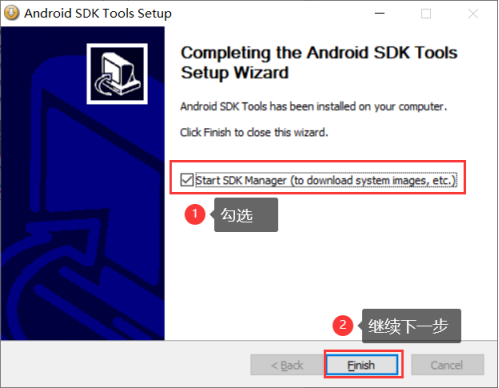 Android SDK Tools Setup
Completing the Android SDK Tools
Setup Wizard
Android SDK Tools has been installed on your computer.
Click Finish to close this wizard.
Start SDK Manager (to download system images, etc.)
1 勾选
2 继续下一步
< Back Finish Cancel